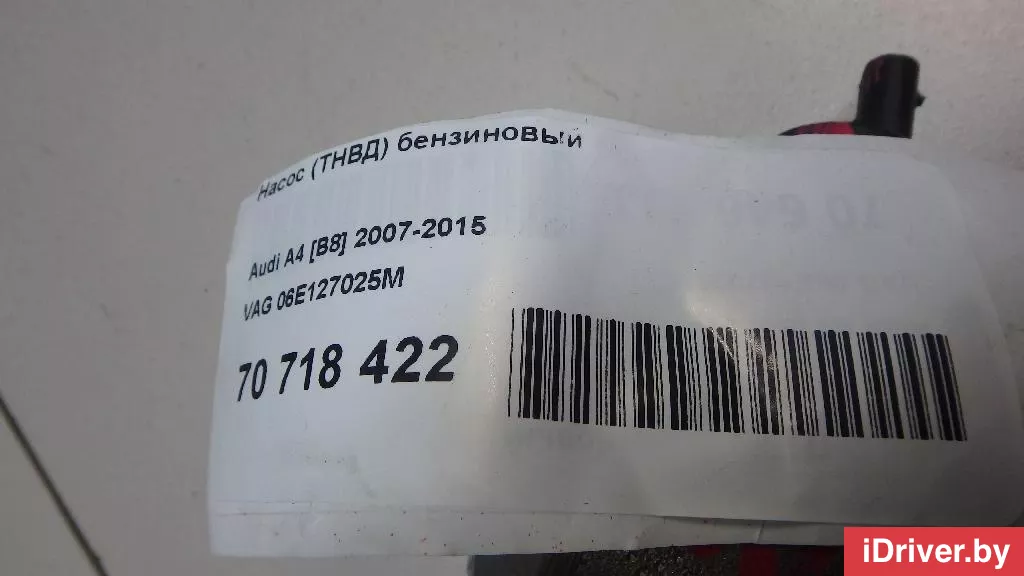 Насос (ТНВД) бензиновый
Audi A4 [B8] 2007-2015
VAG 06E127025M
70 718 422
iDriver.by